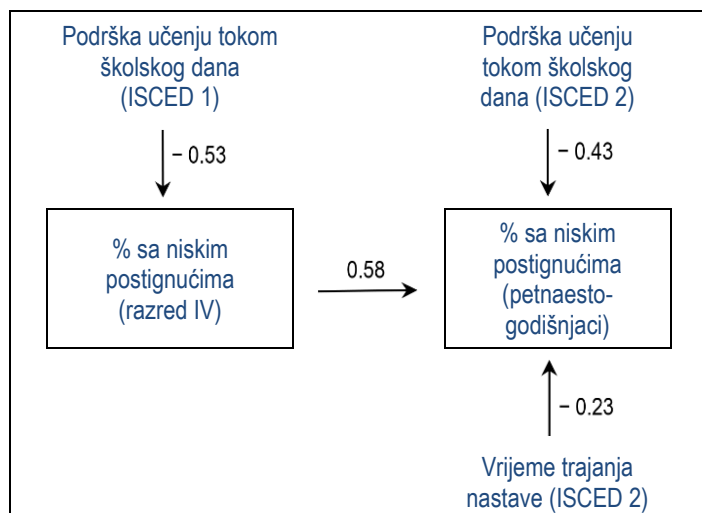 Podrška učenju tokom
školskog dana
(ISCED 1)
Podrška učenju
tokom školskog
dana (ISCED 2)
– 0.53
– 0.43
% sa niskim
postignućima
(razred IV)
0.58
% sa niskim
postignućima
(petnaesto-
godišnjaci)
– 0.23
Vrijeme trajanja
nastave (ISCED 2)